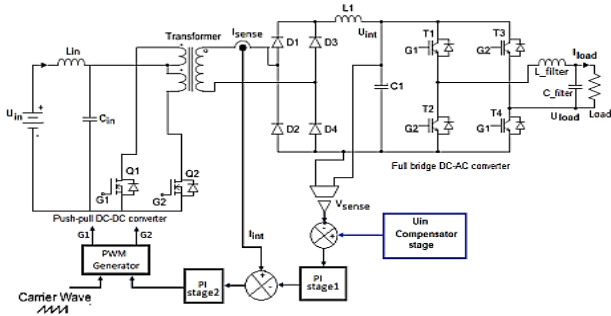 Transformer
Isense
L1
Uint
Lin
D1
D3
T1
T3
G1
G2
Iload
L_filter
C_filter
Load
Uload
Uin
Cin
C1
D2
D4
T2
T4
G2
G1
Q1
Q2
G1
G2
Full bridge DC-AC converter
Push-pull DC-DC converter
Vsense
G1
G2
Iint
Uin
Compensator
stage
PWM
Generator
PI
stage2
PI
stage1
Carrier Wave
+
-
+
+
-